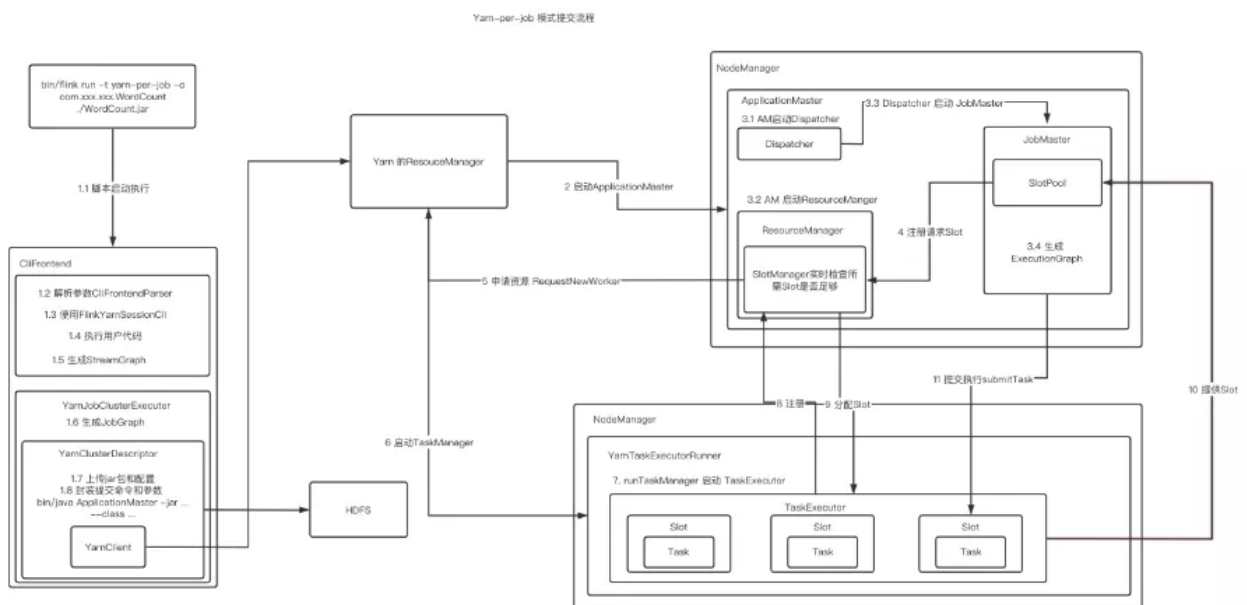 Yarn-per-job 模式提交流程
bin/flink run -t yarn-per-job -c
com.xxx.xxx.WordCount
./WordCount.jar
1.1 脚本启动执行
CliFrontend
1.2 解析参数CliFrontendParser
1.3 使用FlinkYarnSessionCli
1.4 执行用户代码
1.5 生成StreamGraph
YarnJobClusterExecuter
1.6 生成JobGraph
YarnClusterDescriptor
1.7 上传jar包和配置
1.8 封装提交命令和参数
bin/java ApplicationMaster -jar ...
--class ...
YarnClient
HDFS
Yarn 的ResouceManager
2 启动ApplicationMaster
NodeManager
ApplicationMaster
3.1 AM启动Dispatcher
Dispatcher
3.3 Dispatcher 启动 JobMaster
JobMaster
SlotPool
3.4 生成
ExecutionGraph
3.2 AM 启动ResourceManger
ResourceManager
SlotManager实时检查所
需Slot是否足够
4 注册请求Slot
5 申请资源 RequestNewWorker
6 启动TaskManager
NodeManager
YarnTaskExecutorRunner
7. runTaskManager 启动 TaskExecutor
TaskExecutor
Slot
Task
Slot
Task
Slot
Task
8 注册
9 分配Slot
10 提供Slot
11 提交执行submitTask